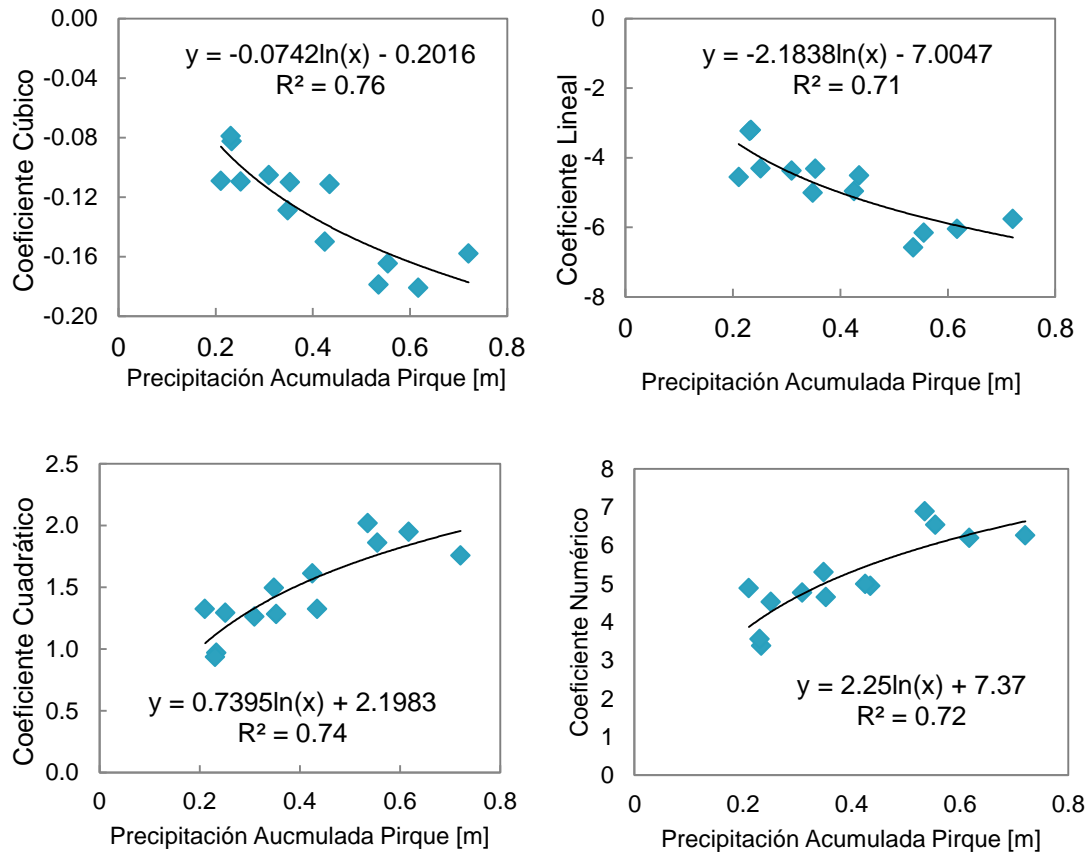 Coeficiente Cúbico
0.00
-0.04
-0.08
-0.12
-0.16
-0.20
y = -0.0742ln(x) - 0.2016
R² = 0.76
0 0.2 0.4 0.6 0.8
Precipitación Acumulada Pirque [m]
Coeficiente Lineal
0
-2
-4
-6
-8
y = -2.1838ln(x) - 7.0047
R² = 0.71
0 0.2 0.4 0.6 0.8
Precipitación Acumulada Pirque [m]
Coeficiente Cuadrático
2.5
2.0
1.5
1.0
0.5
0.0
y = 0.7395ln(x) + 2.1983
R² = 0.74
0 0.2 0.4 0.6 0.8
Precipitación Aucmulada Pirque [m]
Coeficiente Numérico
8
7
6
5
4
3
2
1
0
y = 2.25ln(x) + 7.37
R² = 0.72
0 0.2 0.4 0.6 0.8
Precipitación Acumulada Pirque [m]